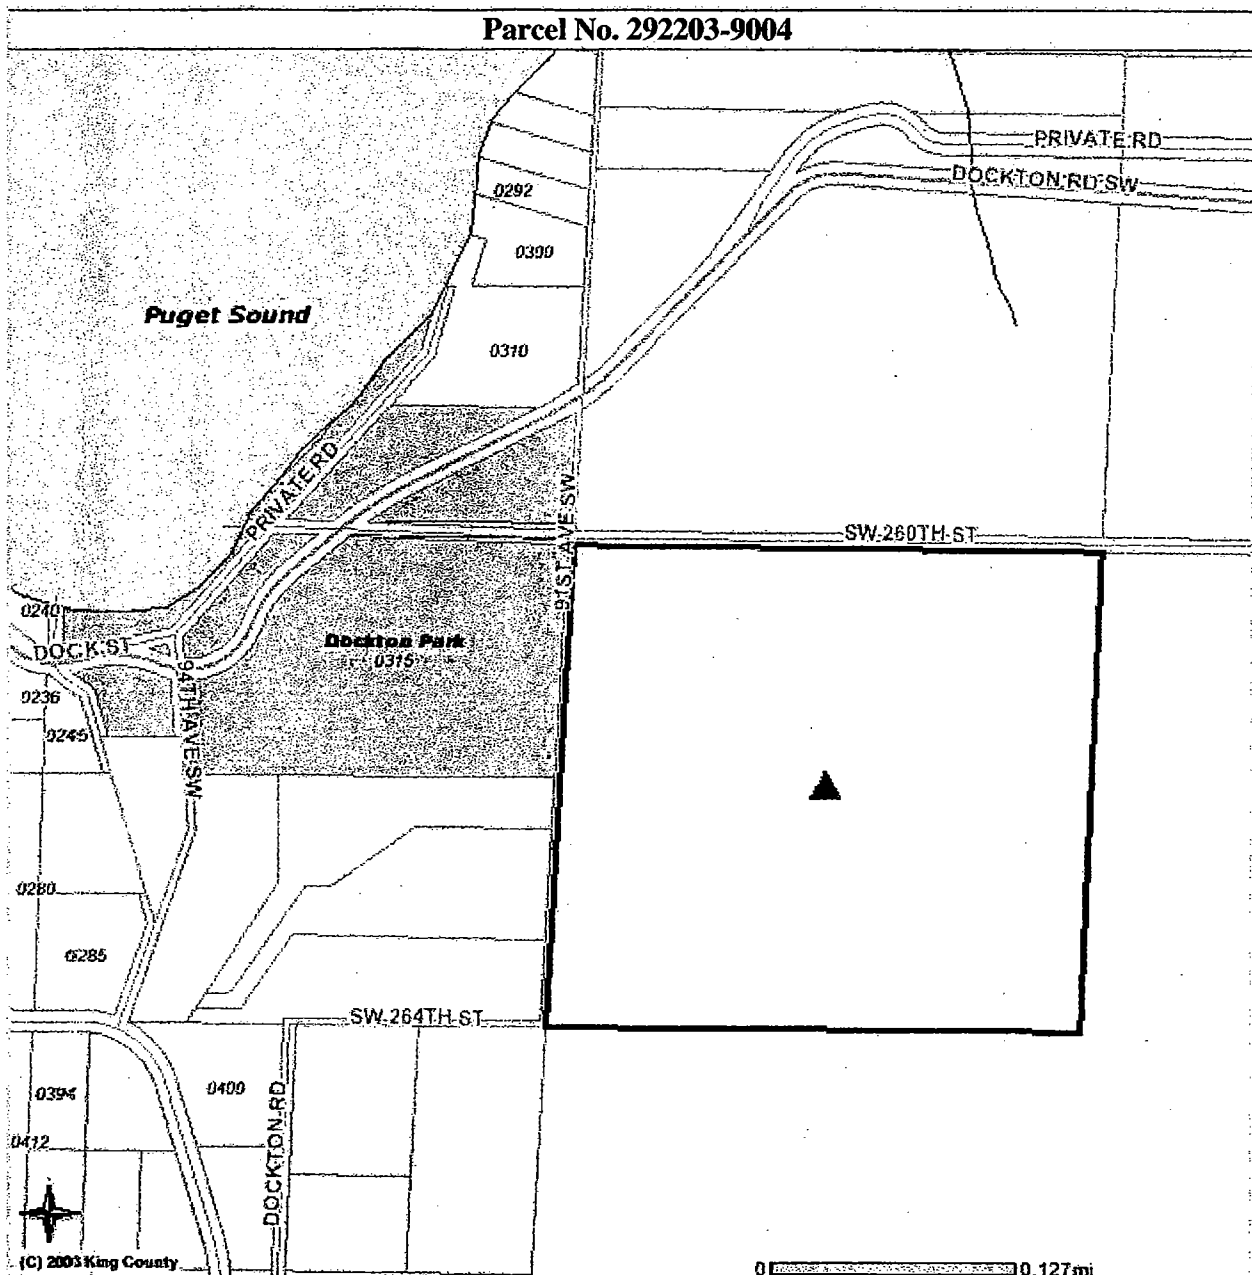 Parcel No. 292203-9004
PRIVATE RD
DOCKTON RD SW
0292
0300
Puget Sound
0310
PRIVATE RD
91ST AVE SW
SW 260TH ST
0240
DOCK ST
Dockton Park
0315
94TH AVE SW
0236
0245
0280
0285
SW 264TH ST
0394
0400
DOCKTON RD
0412
(C) 2003 King County
0 0.127mi